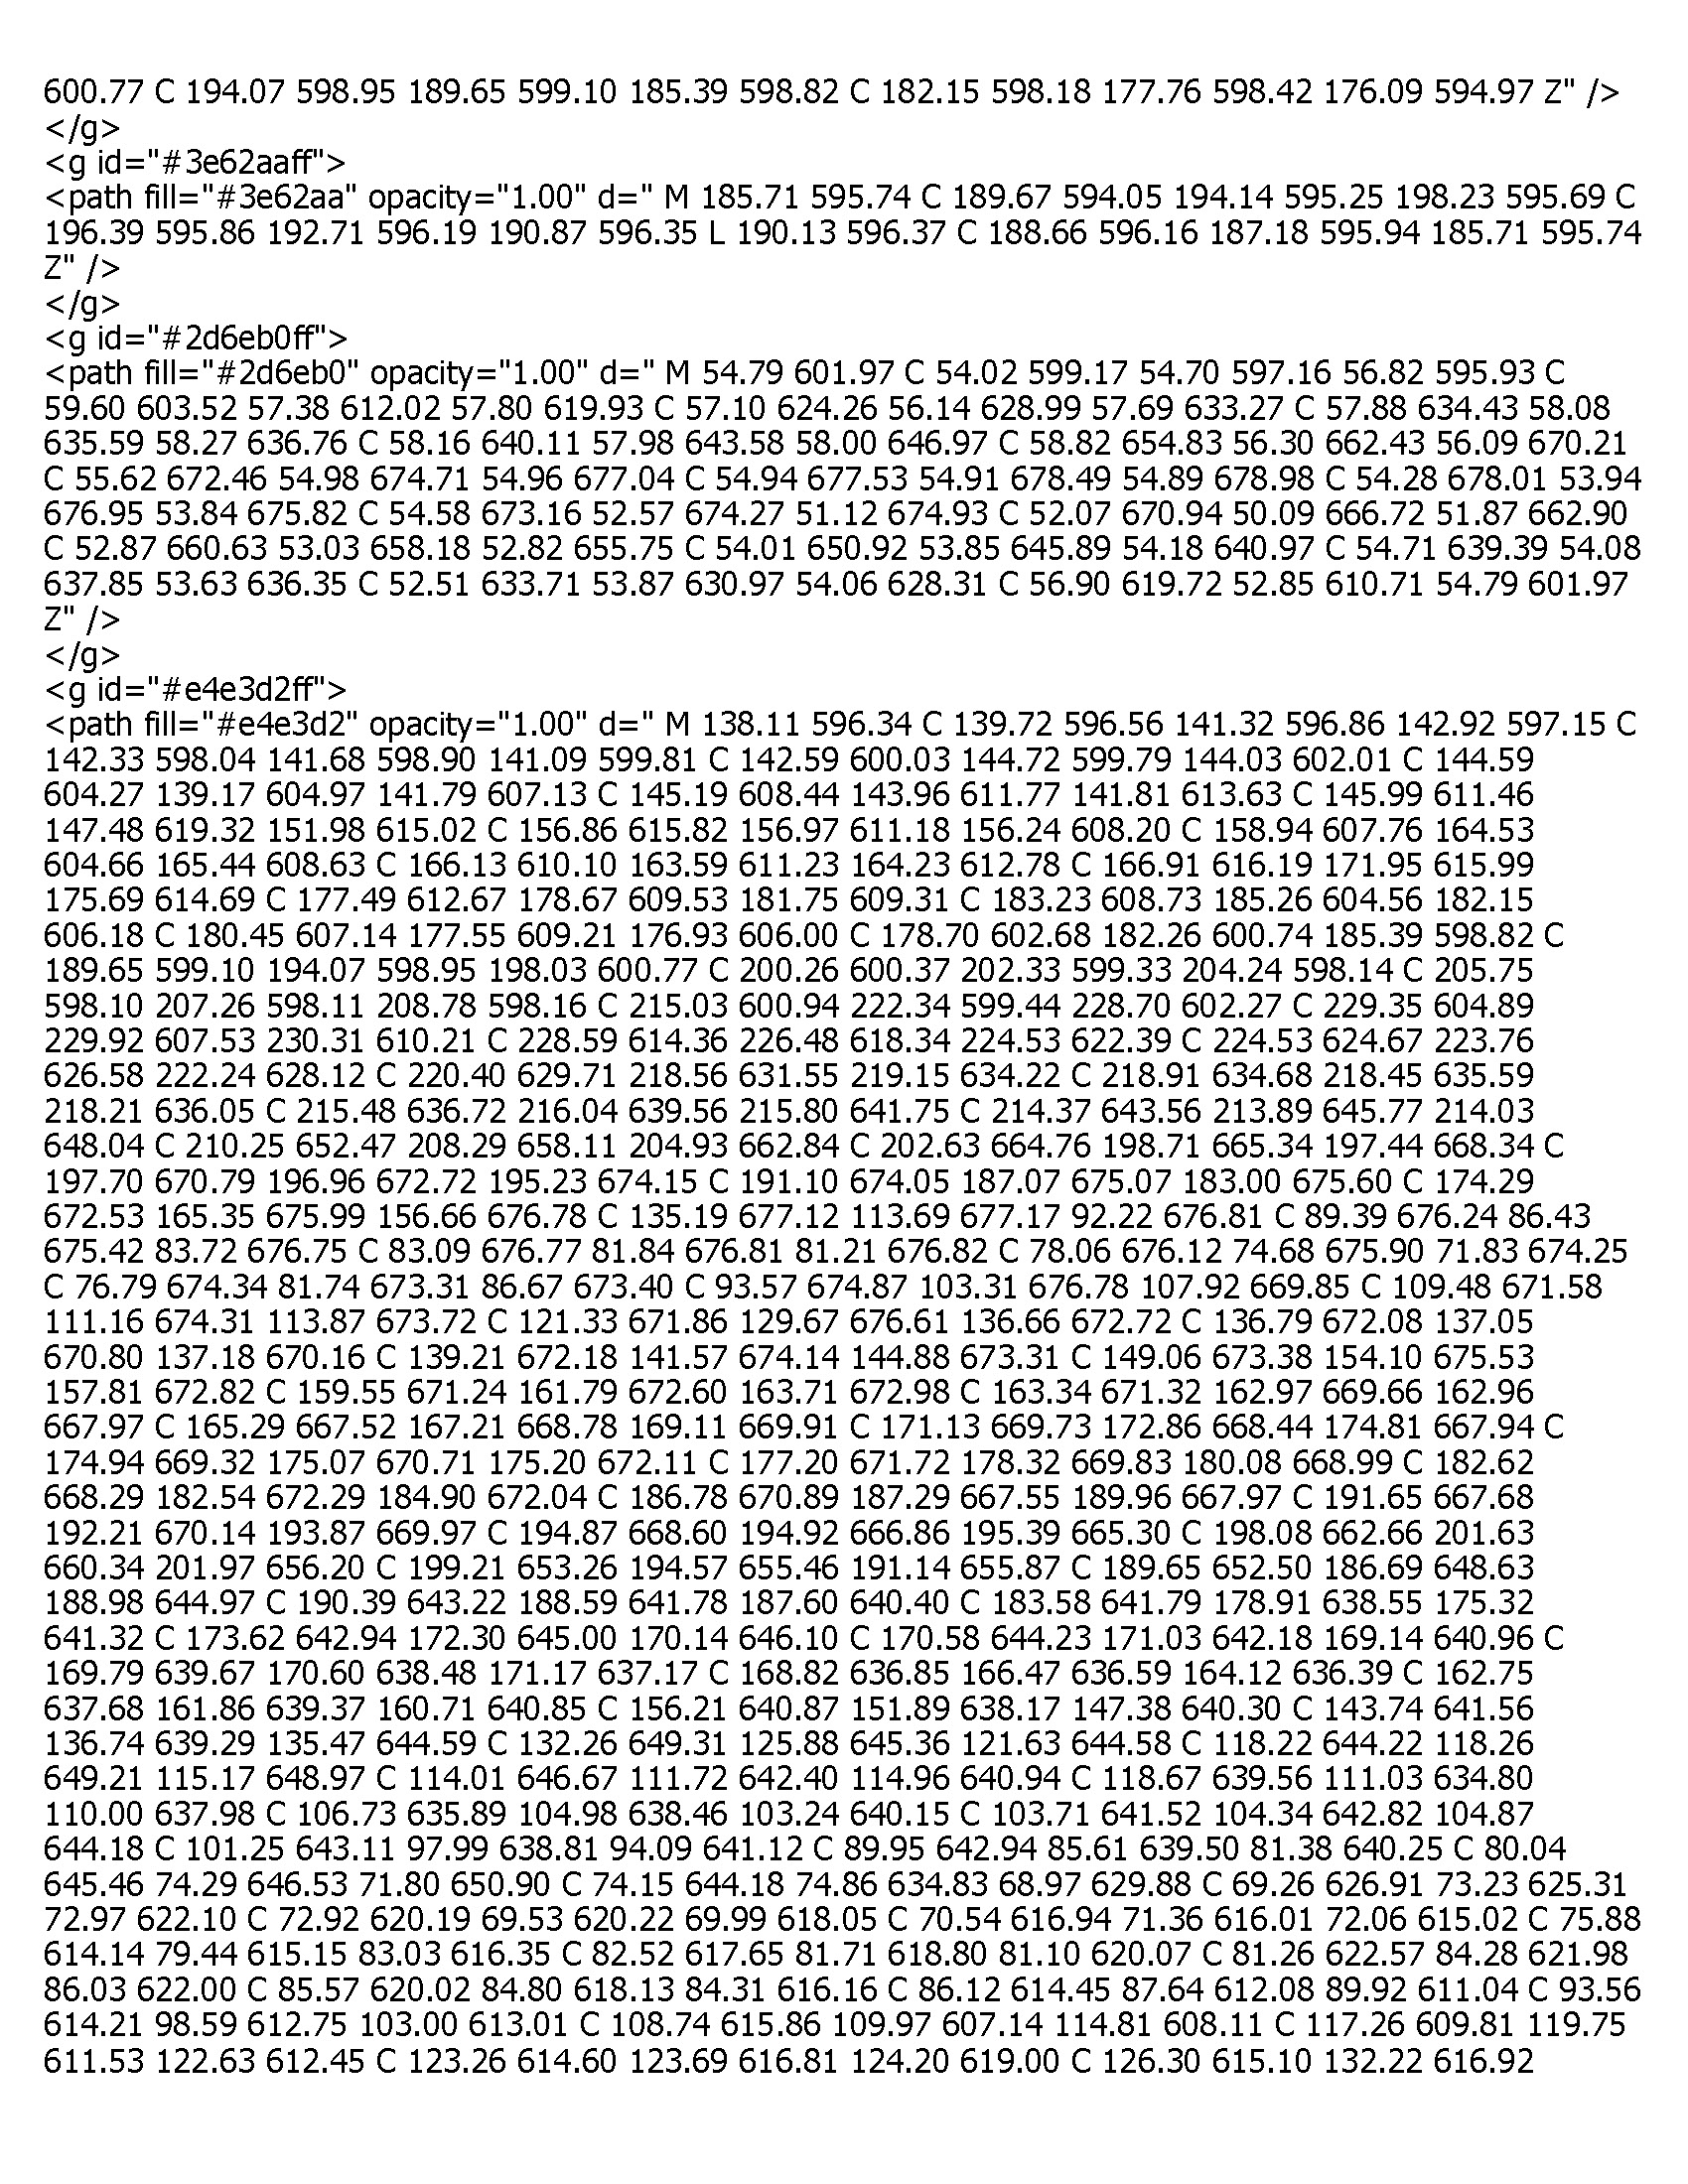 600.77 C 194.07 598.95 189.65 599.10 185.39 598.82 C 182.15 598.18 177.76 598.42 176.09 594.97 Z" />
</g>
<g id="#3e62aaff">
<path fill="#3e62aa" opacity="1.00" d=" M 185.71 595.74 C 189.67 594.05 194.14 595.25 198.23 595.69 C
196.39 595.86 192.71 596.19 190.87 596.35 L 190.13 596.37 C 188.66 596.16 187.18 595.94 185.71 595.74
Z" />
</g>
<g id="#2d6eb0ff">
<path fill="#2d6eb0" opacity="1.00" d=" M 54.79 601.97 C 54.02 599.17 54.70 597.16 56.82 595.93 C
59.60 603.52 57.38 612.02 57.80 619.93 C 57.10 624.26 56.14 628.99 57.69 633.27 C 57.88 634.43 58.08
635.59 58.27 636.76 C 58.16 640.11 57.98 643.58 58.00 646.97 C 58.82 654.83 56.30 662.43 56.09 670.21
C 55.62 672.46 54.98 674.71 54.96 677.04 C 54.94 677.53 54.91 678.49 54.89 678.98 C 54.28 678.01 53.94
676.95 53.84 675.82 C 54.58 673.16 52.57 674.27 51.12 674.93 C 52.07 670.94 50.09 666.72 51.87 662.90
C 52.87 660.63 53.03 658.18 52.82 655.75 C 54.01 650.92 53.85 645.89 54.18 640.97 C 54.71 639.39 54.08
637.85 53.63 636.35 C 52.51 633.71 53.87 630.97 54.06 628.31 C 56.90 619.72 52.85 610.71 54.79 601.97
Z" />
</g>
<g id="#e4e3d2ff">
<path fill="#e4e3d2" opacity="1.00" d=" M 138.11 596.34 C 139.72 596.56 141.32 596.86 142.92 597.15 C
142.33 598.04 141.68 598.90 141.09 599.81 C 142.59 600.03 144.72 599.79 144.03 602.01 C 144.59
604.27 139.17 604.97 141.79 607.13 C 145.19 608.44 143.96 611.77 141.81 613.63 C 145.99 611.46
147.48 619.32 151.98 615.02 C 156.86 615.82 156.97 611.18 156.24 608.20 C 158.94 607.76 164.53
604.66 165.44 608.63 C 166.13 610.10 163.59 611.23 164.23 612.78 C 166.91 616.19 171.95 615.99
175.69 614.69 C 177.49 612.67 178.67 609.53 181.75 609.31 C 183.23 608.73 185.26 604.56 182.15
606.18 C 180.45 607.14 177.55 609.21 176.93 606.00 C 178.70 602.68 182.26 600.74 185.39 598.82 C
189.65 599.10 194.07 598.95 198.03 600.77 C 200.26 600.37 202.33 599.33 204.24 598.14 C 205.75
598.10 207.26 598.11 208.78 598.16 C 215.03 600.94 222.34 599.44 228.70 602.27 C 229.35 604.89
229.92 607.53 230.31 610.21 C 228.59 614.36 226.48 618.34 224.53 622.39 C 224.53 624.67 223.76
626.58 222.24 628.12 C 220.40 629.71 218.56 631.55 219.15 634.22 C 218.91 634.68 218.45 635.59
218.21 636.05 C 215.48 636.72 216.04 639.56 215.80 641.75 C 214.37 643.56 213.89 645.77 214.03
648.04 C 210.25 652.47 208.29 658.11 204.93 662.84 C 202.63 664.76 198.71 665.34 197.44 668.34 C
197.70 670.79 196.96 672.72 195.23 674.15 C 191.10 674.05 187.07 675.07 183.00 675.60 C 174.29
672.53 165.35 675.99 156.66 676.78 C 135.19 677.12 113.69 677.17 92.22 676.81 C 89.39 676.24 86.43
675.42 83.72 676.75 C 83.09 676.77 81.84 676.81 81.21 676.82 C 78.06 676.12 74.68 675.90 71.83 674.25
C 76.79 674.34 81.74 673.31 86.67 673.40 C 93.57 674.87 103.31 676.78 107.92 669.85 C 109.48 671.58
111.16 674.31 113.87 673.72 C 121.33 671.86 129.67 676.61 136.66 672.72 C 136.79 672.08 137.05
670.80 137.18 670.16 C 139.21 672.18 141.57 674.14 144.88 673.31 C 149.06 673.38 154.10 675.53
157.81 672.82 C 159.55 671.24 161.79 672.60 163.71 672.98 C 163.34 671.32 162.97 669.66 162.96
667.97 C 165.29 667.52 167.21 668.78 169.11 669.91 C 171.13 669.73 172.86 668.44 174.81 667.94 C
174.94 669.32 175.07 670.71 175.20 672.11 C 177.20 671.72 178.32 669.83 180.08 668.99 C 182.62
668.29 182.54 672.29 184.90 672.04 C 186.78 670.89 187.29 667.55 189.96 667.97 C 191.65 667.68
192.21 670.14 193.87 669.97 C 194.87 668.60 194.92 666.86 195.39 665.30 C 198.08 662.66 201.63
660.34 201.97 656.20 C 199.21 653.26 194.57 655.46 191.14 655.87 C 189.65 652.50 186.69 648.63
188.98 644.97 C 190.39 643.22 188.59 641.78 187.60 640.40 C 183.58 641.79 178.91 638.55 175.32
641.32 C 173.62 642.94 172.30 645.00 170.14 646.10 C 170.58 644.23 171.03 642.18 169.14 640.96 C
169.79 639.67 170.60 638.48 171.17 637.17 C 168.82 636.85 166.47 636.59 164.12 636.39 C 162.75
637.68 161.86 639.37 160.71 640.85 C 156.21 640.87 151.89 638.17 147.38 640.30 C 143.74 641.56
136.74 639.29 135.47 644.59 C 132.26 649.31 125.88 645.36 121.63 644.58 C 118.22 644.22 118.26
649.21 115.17 648.97 C 114.01 646.67 111.72 642.40 114.96 640.94 C 118.67 639.56 111.03 634.80
110.00 637.98 C 106.73 635.89 104.98 638.46 103.24 640.15 C 103.71 641.52 104.34 642.82 104.87
644.18 C 101.25 643.11 97.99 638.81 94.09 641.12 C 89.95 642.94 85.61 639.50 81.38 640.25 C 80.04
645.46 74.29 646.53 71.80 650.90 C 74.15 644.18 74.86 634.83 68.97 629.88 C 69.26 626.91 73.23 625.31
72.97 622.10 C 72.92 620.19 69.53 620.22 69.99 618.05 C 70.54 616.94 71.36 616.01 72.06 615.02 C 75.88
614.14 79.44 615.15 83.03 616.35 C 82.52 617.65 81.71 618.80 81.10 620.07 C 81.26 622.57 84.28 621.98
86.03 622.00 C 85.57 620.02 84.80 618.13 84.31 616.16 C 86.12 614.45 87.64 612.08 89.92 611.04 C 93.56
614.21 98.59 612.75 103.00 613.01 C 108.74 615.86 109.97 607.14 114.81 608.11 C 117.26 609.81 119.75
611.53 122.63 612.45 C 123.26 614.60 123.69 616.81 124.20 619.00 C 126.30 615.10 132.22 616.92